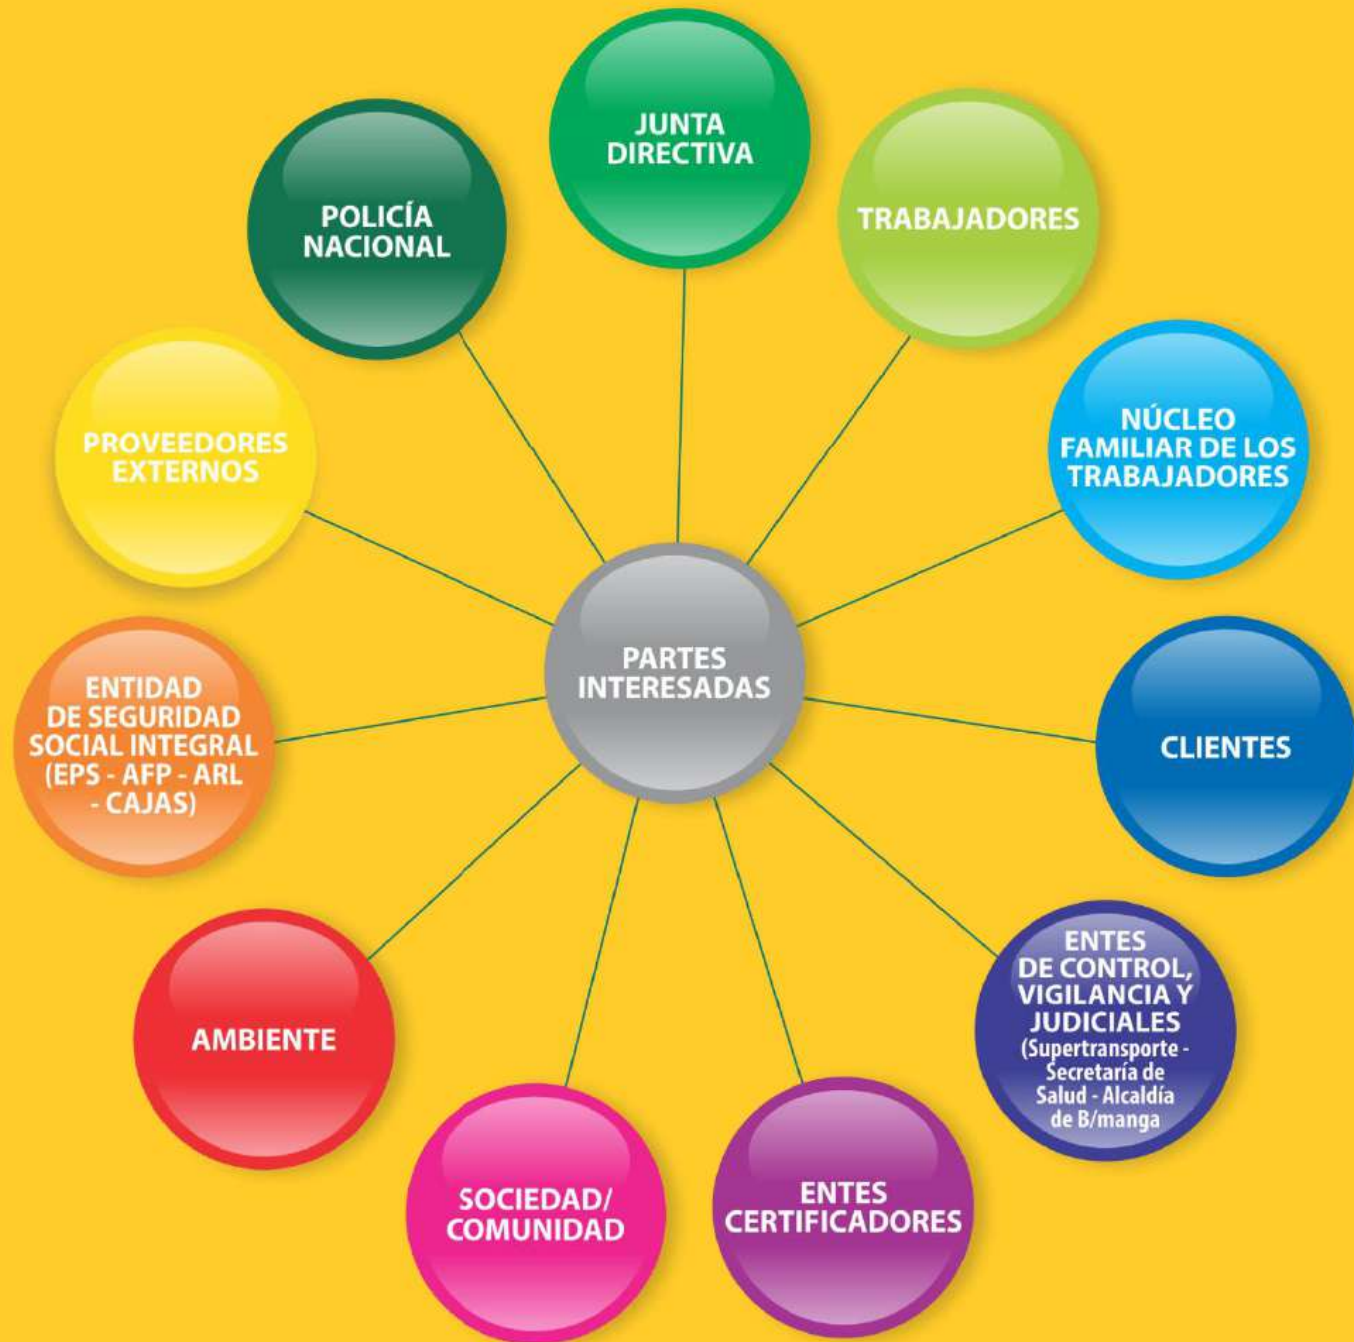 JUNTA
DIRECTIVA
TRABAJADORES
NÚCLEO
FAMILIAR DE LOS
TRABAJADORES
CLIENTES
ENTES
DE CONTROL,
VIGILANCIA Y
JUDICIALES
(Supertransporte -
Secretaría de
Salud - Alcaldía
de B/manga
ENTES
CERTIFICADORES
SOCIEDAD/
COMUNIDAD
AMBIENTE
ENTIDAD
DE SEGURIDAD
SOCIAL INTEGRAL
(EPS - AFP - ARL
- CAJAS)
PROVEEDORES
EXTERNOS
POLICÍA
NACIONAL
PARTES
INTERESADAS